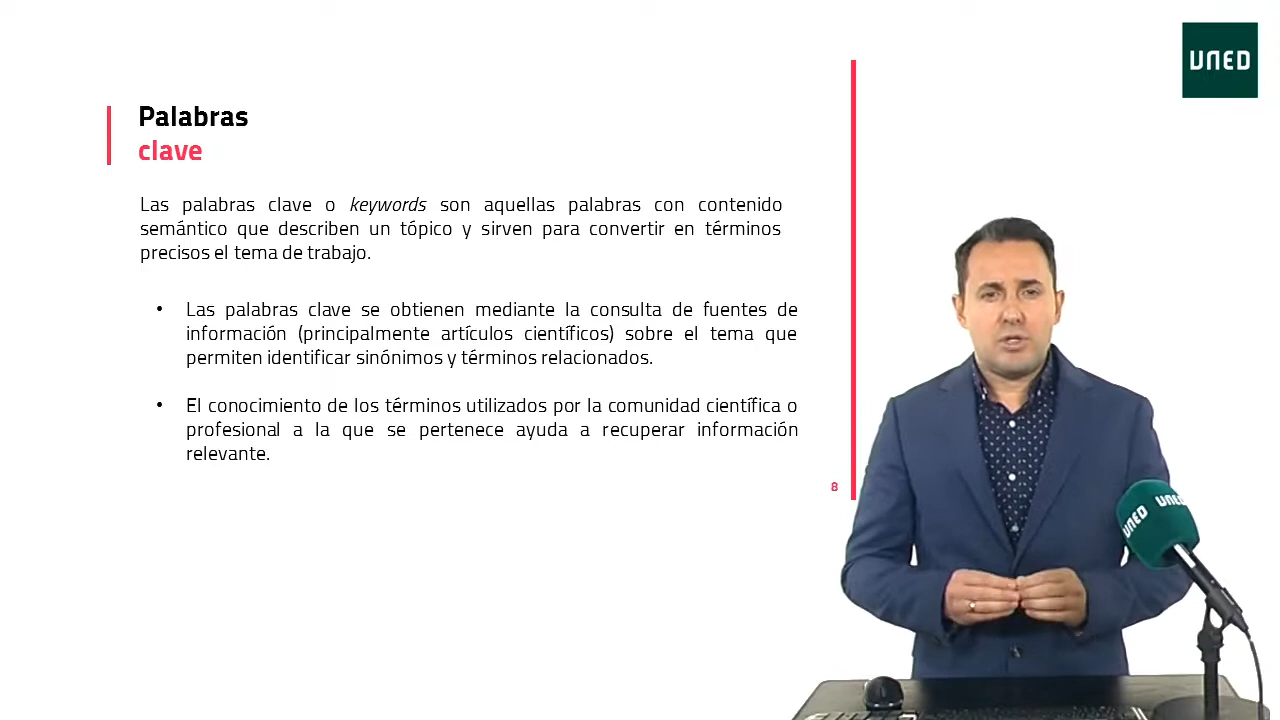 UNED
Palabras
clave
Las palabras clave o keywords son aquellas palabras con contenido
semántico que describen un tópico y sirven para convertir en términos
precisos el tema de trabajo.
• Las palabras clave se obtienen mediante la consulta de fuentes de
información (principalmente artículos científicos) sobre el tema que
permiten identificar sinónimos y términos relacionados.
• El conocimiento de los términos utilizados por la comunidad científica o
profesional a la que se pertenece ayuda a recuperar información
relevante.
8
UNED
UNED